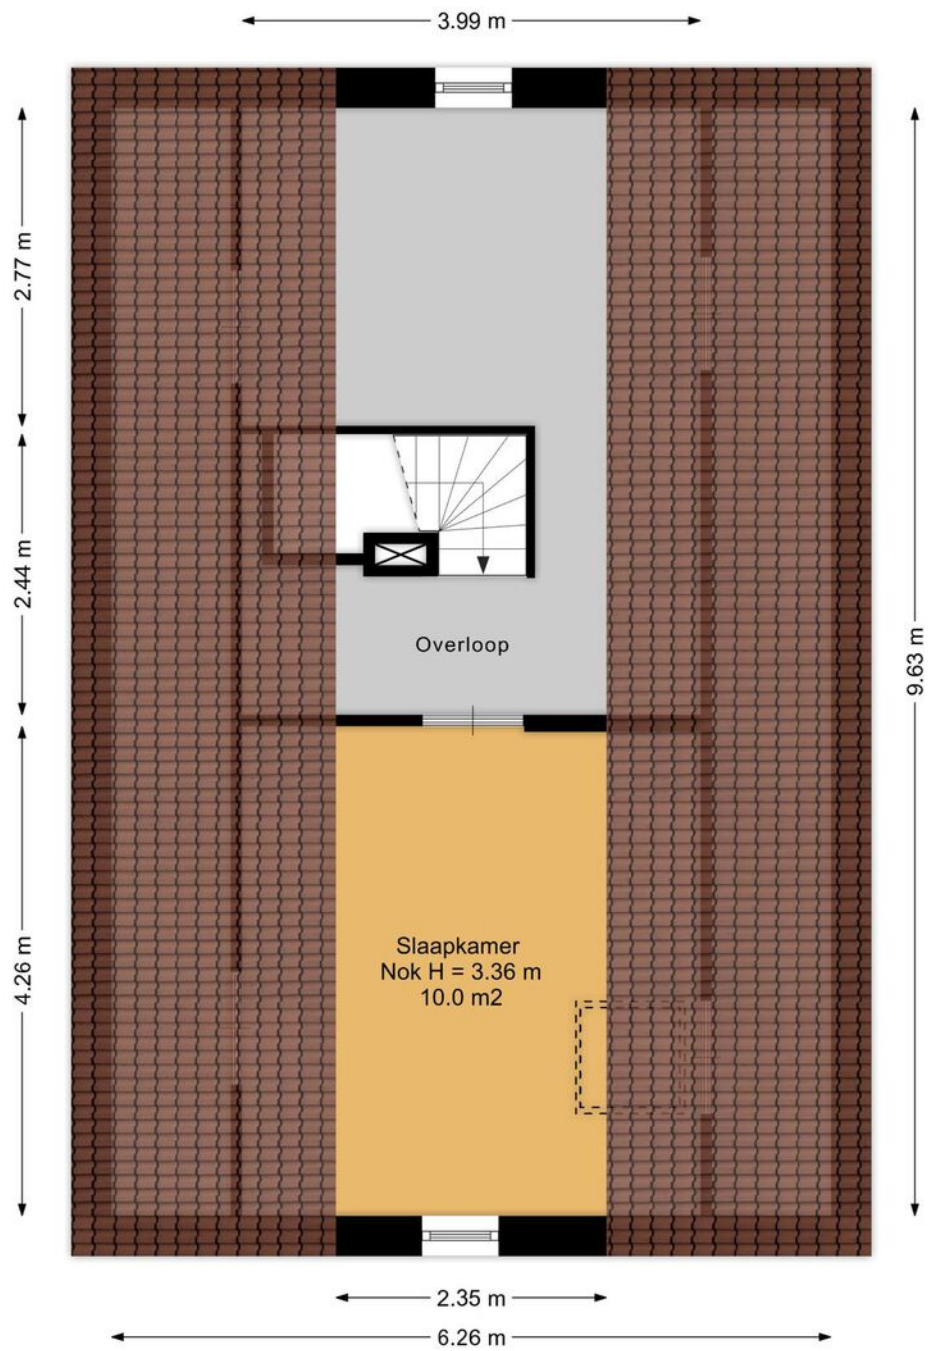 3.99 m
2.77 m
2.44 m
Overloop
9.63 m
4.26 m
Slaapkamer
Nok H = 3.36 m
10.0 m2
2.35 m
6.26 m